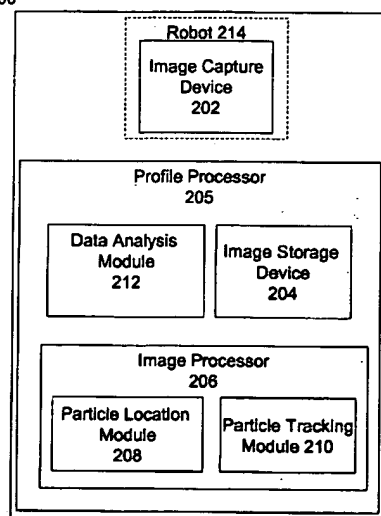 Robot 214
Image Capture
Device
202
Profile Processor
205
Data Analysis
Module
212
Image Storage
Device
204
Image Processor
206
Particle Location
Module
208
Particle Tracking
Module 210